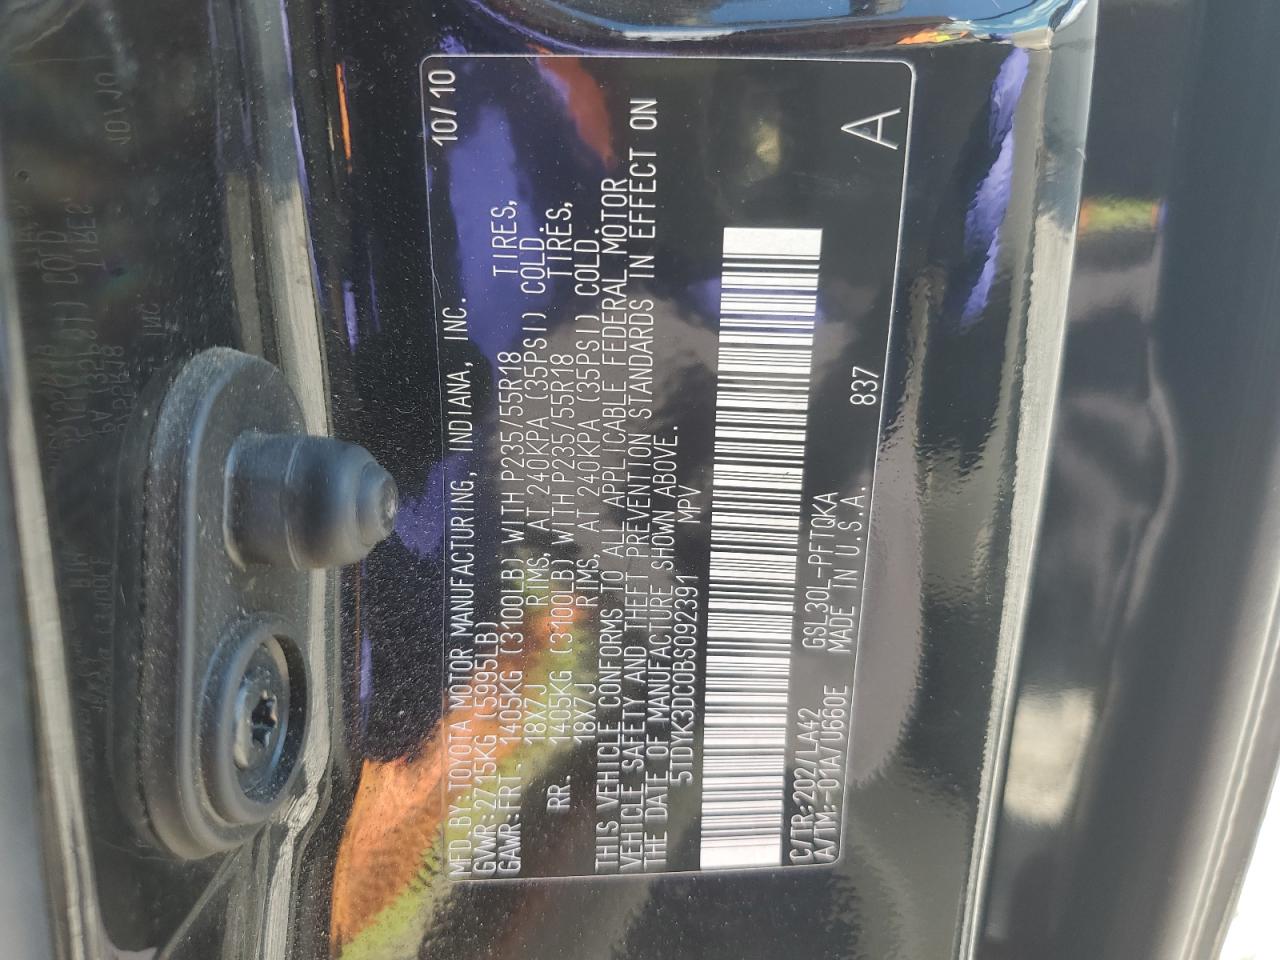 MFD.BY:TOYOTA MOTOR MANUFACTURING, INDIANA, INC. 10/10
GVWR:2715KG (5995LB)
GAWR:FRT. 1405KG (3100LB) WITH P235/55R18 TIRES,
18X7J RIMS, AT 240KPA (35PSI) COLD.
RR. 1405KG (3100LB) WITH P235/55R18 TIRES,
18X7J RIMS, AT 240KPA (35PSI) COLD.
THIS VEHICLE CONFORMS TO ALL APPLICABLE FEDERAL MOTOR
VEHICLE SAFETY AND THEFT PREVENTION STANDARDS IN EFFECT ON
THE DATE OF MANUFACTURE SHOWN ABOVE.
5TDYK3DC0BS092391 MPV
C/TR:202/LA42 GSL30L-PFTQKA
A/TM:-01A/U660E MADE IN U.S.A. 837 A